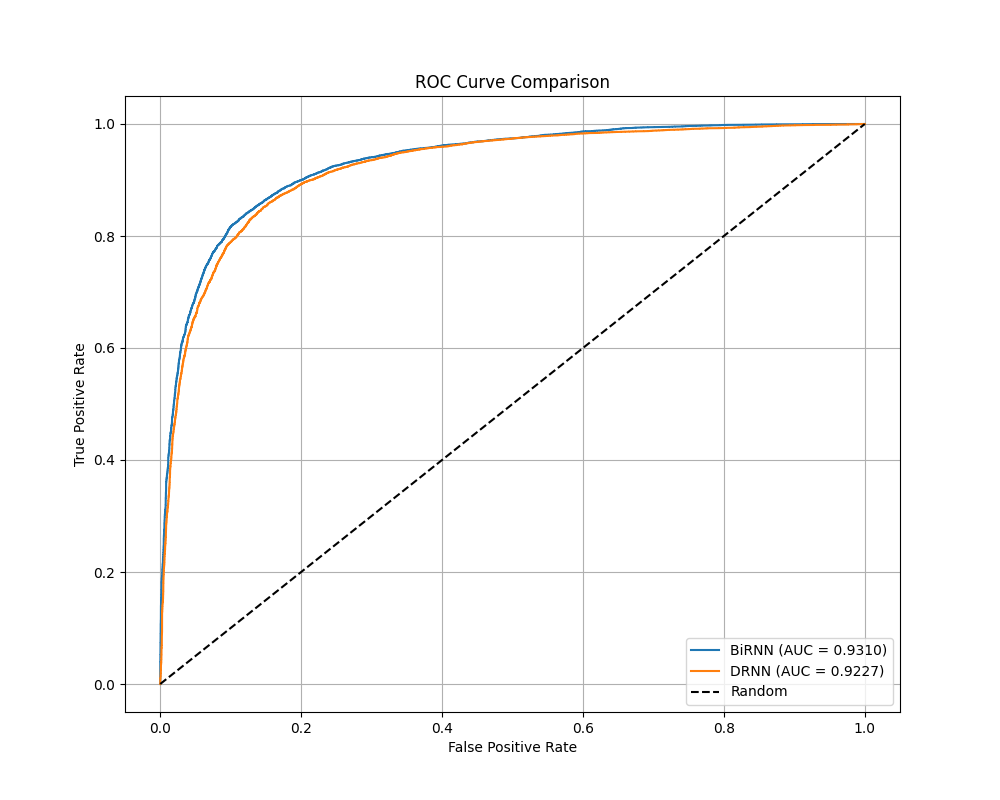 ROC Curve Comparison
True Positive Rate
1.0
0.8
0.6
0.4
0.2
0.0
0.0 0.2 0.4 0.6 0.8 1.0
False Positive Rate
BiRNN (AUC = 0.9310)
DRNN (AUC = 0.9227)
Random